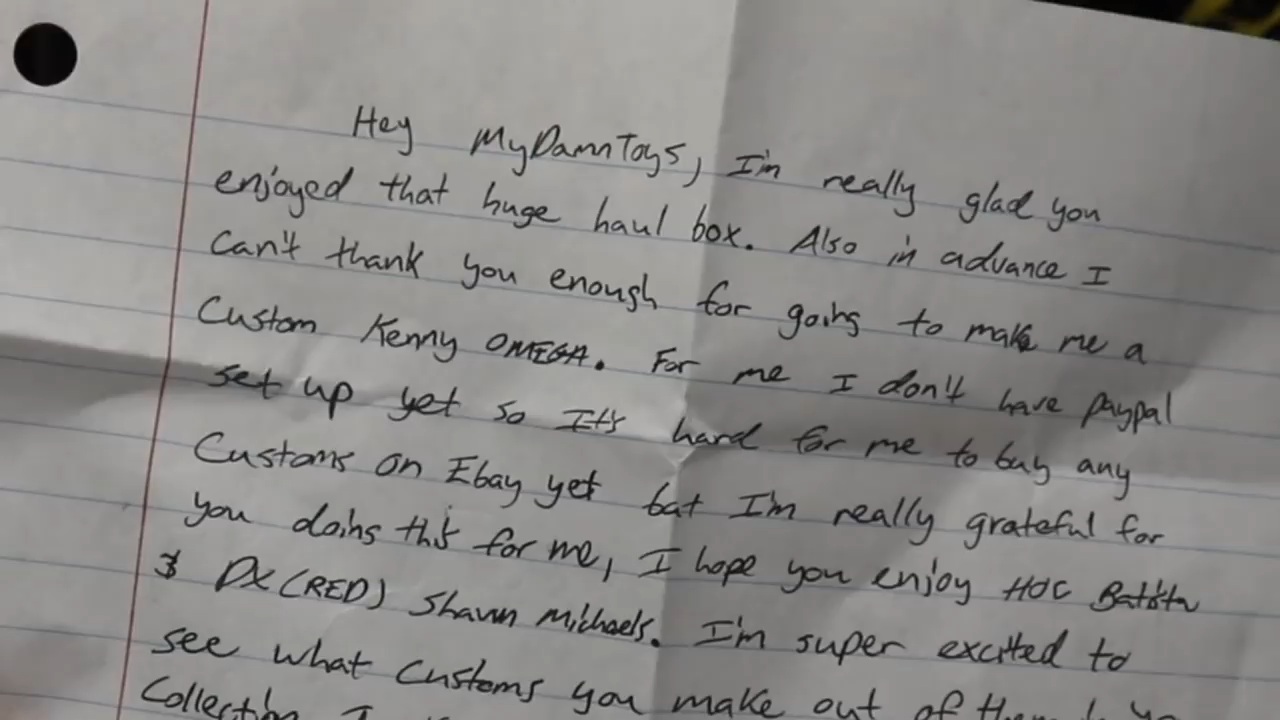 Hey MyDamnToys, I'm really glad you
enjoyed that huge haul box. Also in advance I
Can't thank you enough for going to make me a
Custom Kenny OMEGA. For me I don't have paypal
set up yet so It's hard for me to buy any
Customs on Ebay yet but I'm really grateful for
you doing this for me, I hope you enjoy HOC Batista
& DX (RED) Shawn Michaels. I'm super excited to
see what Customs you make out of them
Collection I